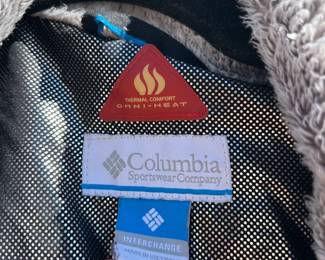 THERMAL COMFORT
OMNI-HEAT
Columbia
Sportswear Company
INTERCHANGE